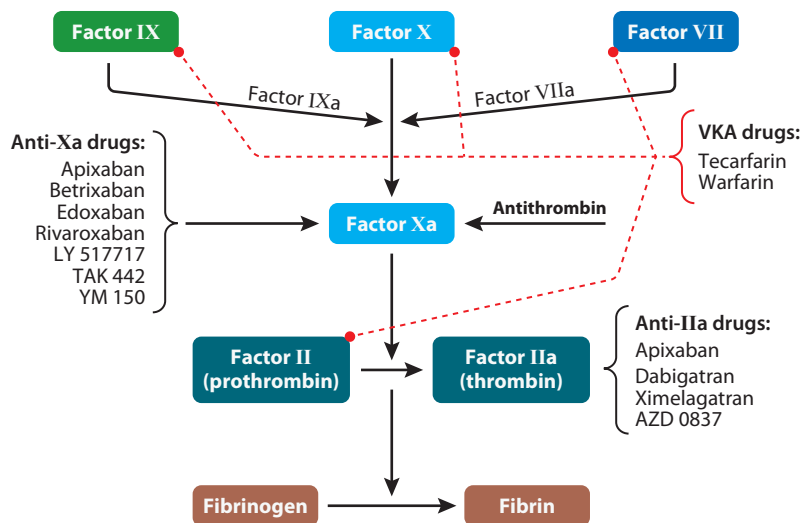 Factor IX
Factor X
Factor VII
Factor IXa
Factor VIIa
Anti-Xa drugs:
Apixaban
Betrixaban
Edoxaban
Rivaroxaban
LY 517717
TAK 442
YM 150
VKA drugs:
Tecarfarin
Warfarin
Factor Xa
Antithrombin
Factor II
(prothrombin)
Factor IIa
(thrombin)
Anti-IIa drugs:
Apixaban
Dabigatran
Ximelagatran
AZD 0837
Fibrinogen
Fibrin